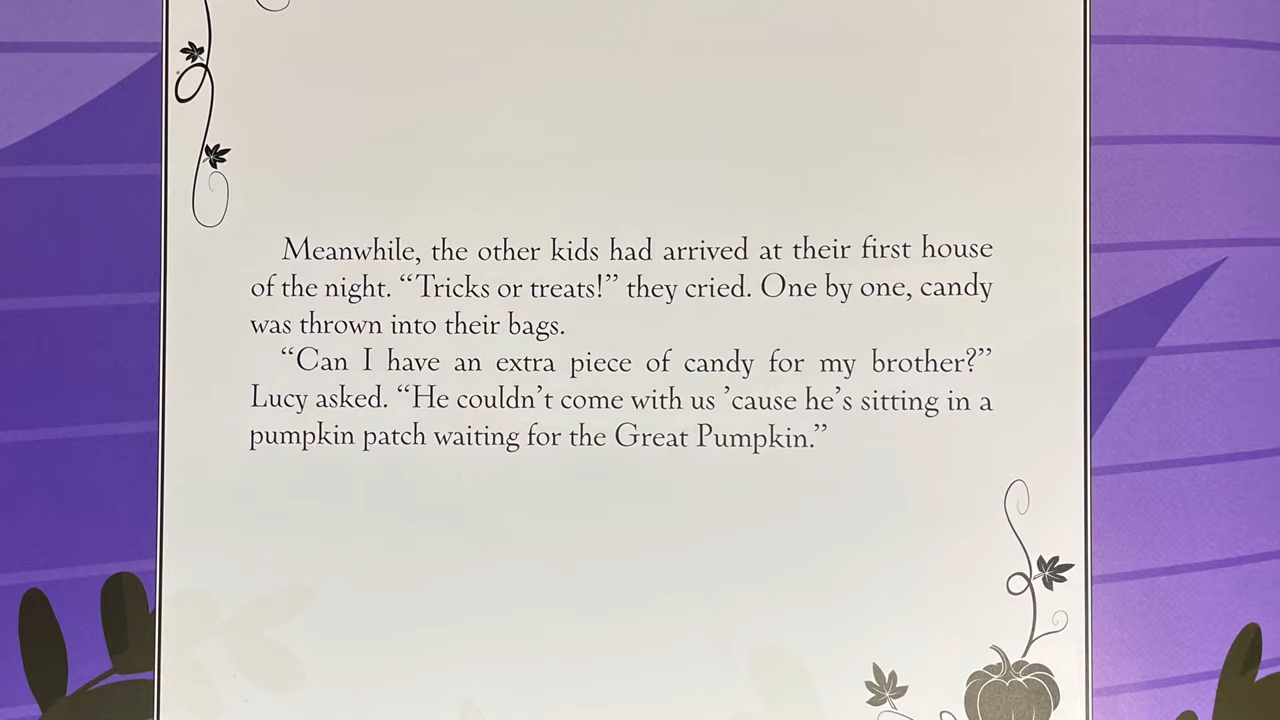 Meanwhile, the other kids had arrived at their first house
of the night. “Tricks or treats!” they cried. One by one, candy
was thrown into their bags.
“Can I have an extra piece of candy for my brother?”
Lucy asked. “He couldn’t come with us ’cause he’s sitting in a
pumpkin patch waiting for the Great Pumpkin.”